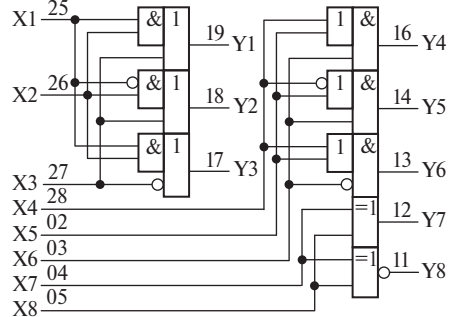 X1 25 & 1 19 Y1 1 & 16 Y4
X2 26 & 1 18 Y2 1 & 14 Y5
& 1 17 Y3 1 & 13 Y6
X3 27
X4 28 =1 12 Y7
X5 02
X6 03 =1 11 Y8
X7 04
X8 05